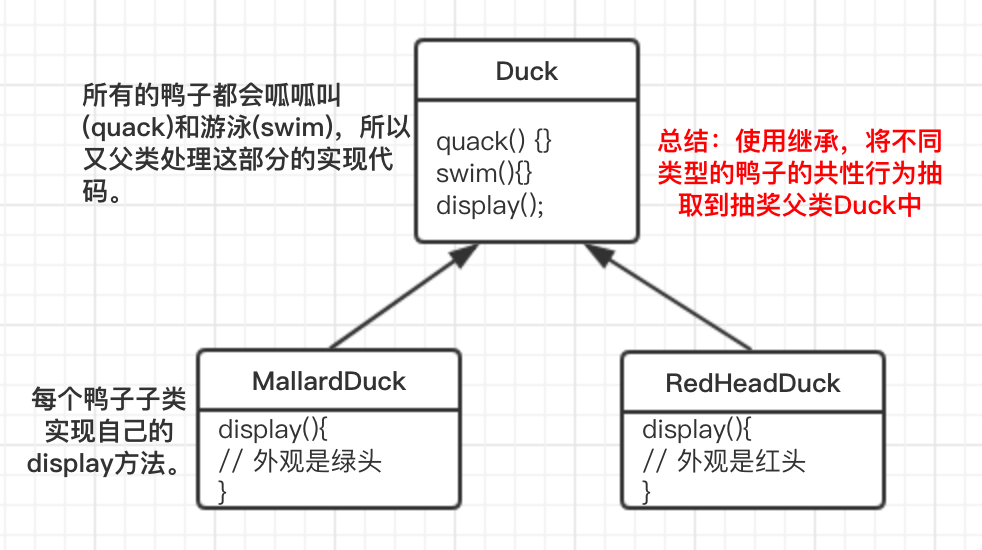 Duck
所有的鸭子都会呱呱叫
(quack)和游泳(swim)，所以
又父类处理这部分的实现代
码。
quack() {}
swim(){}
display();
总结：使用继承，将不同
类型的鸭子的共性行为抽
取到抽奖父类Duck中
每个鸭子子类
实现自己的
display方法。
MallardDuck
display(){
// 外观是绿头
}
RedHeadDuck
display(){
// 外观是红头
}